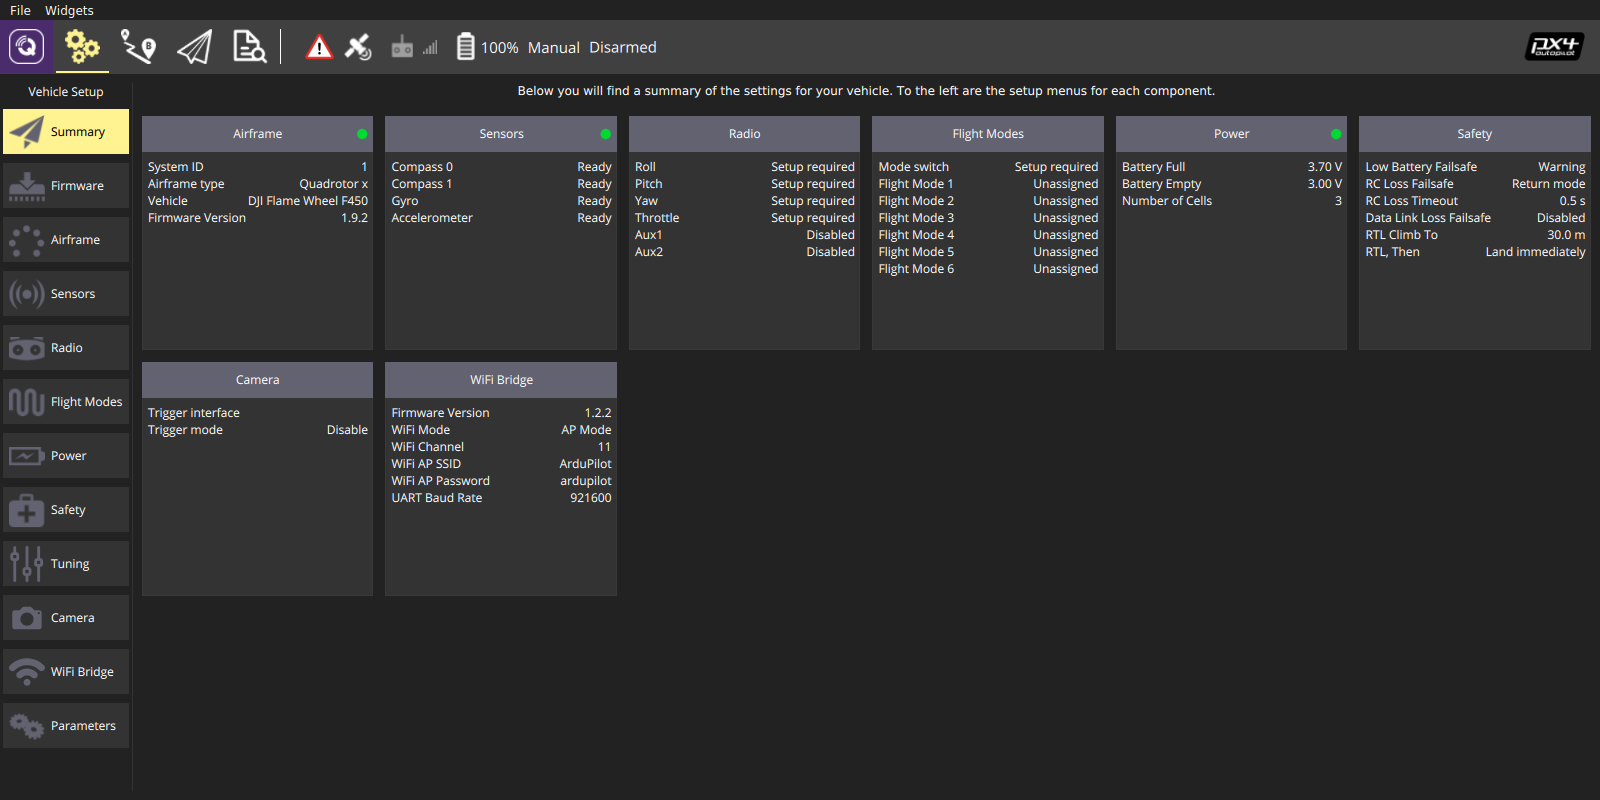 File Widgets
100% Manual Disarmed
px4 autopilot
Vehicle Setup
Below you will find a summary of the settings for your vehicle. To the left are the setup menus for each component.
Summary
Firmware
Airframe
Sensors
Radio
Flight Modes
Power
Safety
Tuning
Camera
WiFi Bridge
Parameters
Airframe
System ID 1
Airframe type Quadrotor x
Vehicle DJI Flame Wheel F450
Firmware Version 1.9.2
Sensors
Compass 0 Ready
Compass 1 Ready
Gyro Ready
Accelerometer Ready
Radio
Roll Setup required
Pitch Setup required
Yaw Setup required
Throttle Setup required
Aux1 Disabled
Aux2 Disabled
Flight Modes
Mode switch Setup required
Flight Mode 1 Unassigned
Flight Mode 2 Unassigned
Flight Mode 3 Unassigned
Flight Mode 4 Unassigned
Flight Mode 5 Unassigned
Flight Mode 6 Unassigned
Power
Battery Full 3.70 V
Battery Empty 3.00 V
Number of Cells 3
Safety
Low Battery Failsafe Warning
RC Loss Failsafe Return mode
RC Loss Timeout 0.5 s
Data Link Loss Failsafe Disabled
RTL Climb To 30.0 m
RTL, Then Land immediately
Camera
Trigger interface
Trigger mode Disable
WiFi Bridge
Firmware Version 1.2.2
WiFi Mode AP Mode
WiFi Channel 11
WiFi AP SSID ArduPilot
WiFi AP Password ardupilot
UART Baud Rate 921600